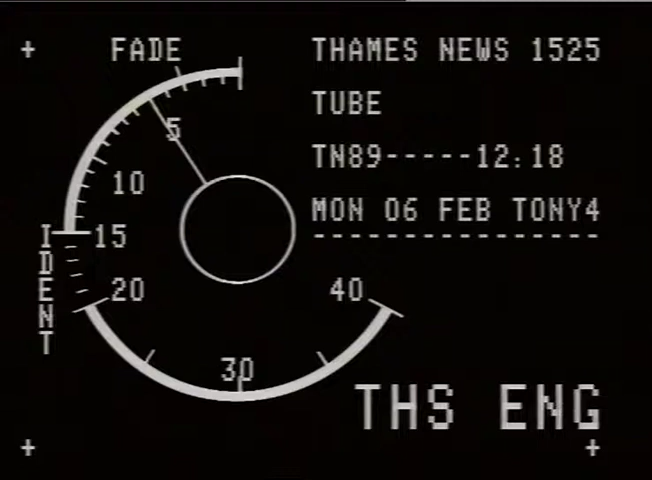 FADE
THAMES NEWS 1525
TUBE
TN89-----12:18
MON 06 FEB TONY4
----------------
5
10
15
20
30
40
IDENT
THS ENG